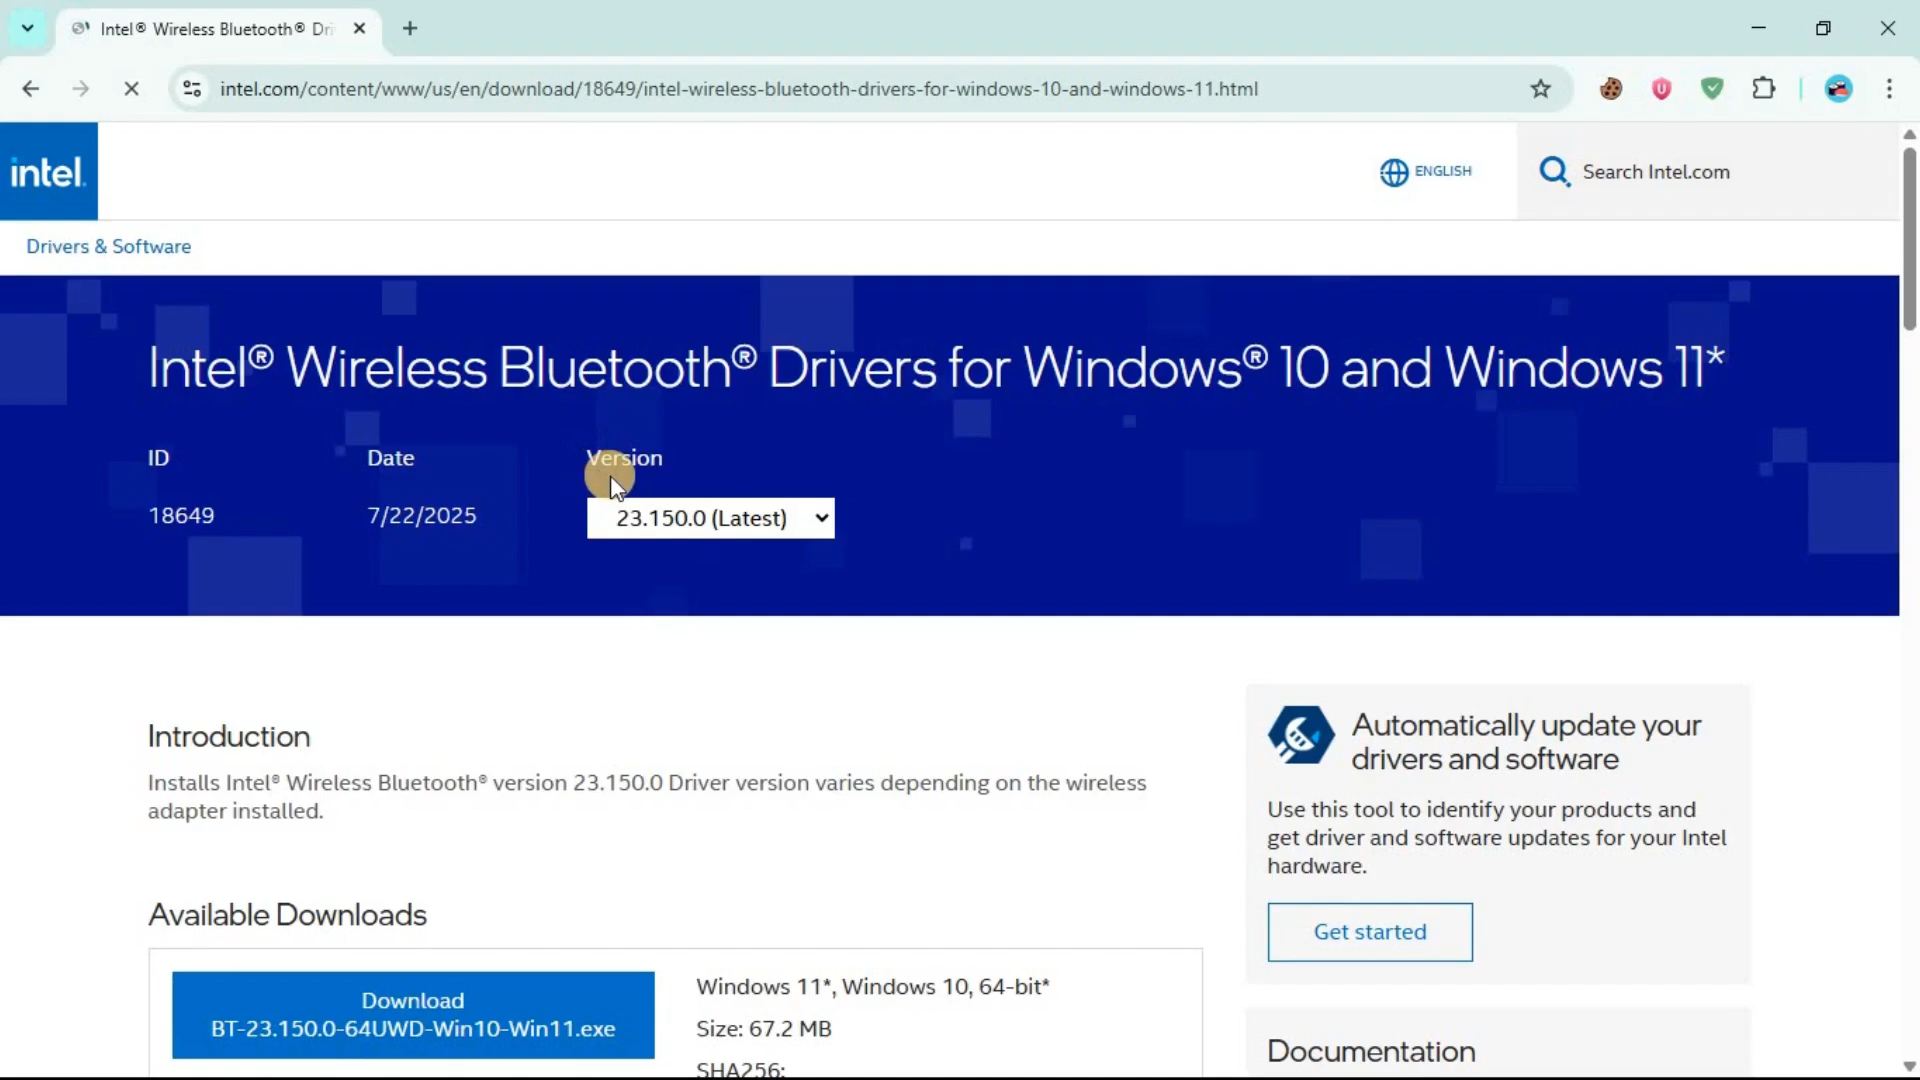 Intel® Wireless Bluetooth® Dri
intel.com/content/www/us/en/download/18649/intel-wireless-bluetooth-drivers-for-windows-10-and-windows-11.html
intel.
ENGLISH
Search Intel.com
Drivers & Software
Intel® Wireless Bluetooth® Drivers for Windows® 10 and Windows 11*
ID
Date
Version
18649
7/22/2025
23.150.0 (Latest)
Introduction
Installs Intel® Wireless Bluetooth® version 23.150.0 Driver version varies depending on the wireless
adapter installed.
Automatically update your
drivers and software
Use this tool to identify your products and
get driver and software updates for your Intel
hardware.
Get started
Available Downloads
Download
BT-23.150.0-64UWD-Win10-Win11.exe
Windows 11*, Windows 10, 64-bit*
Size: 67.2 MB
SHA256:
Documentation